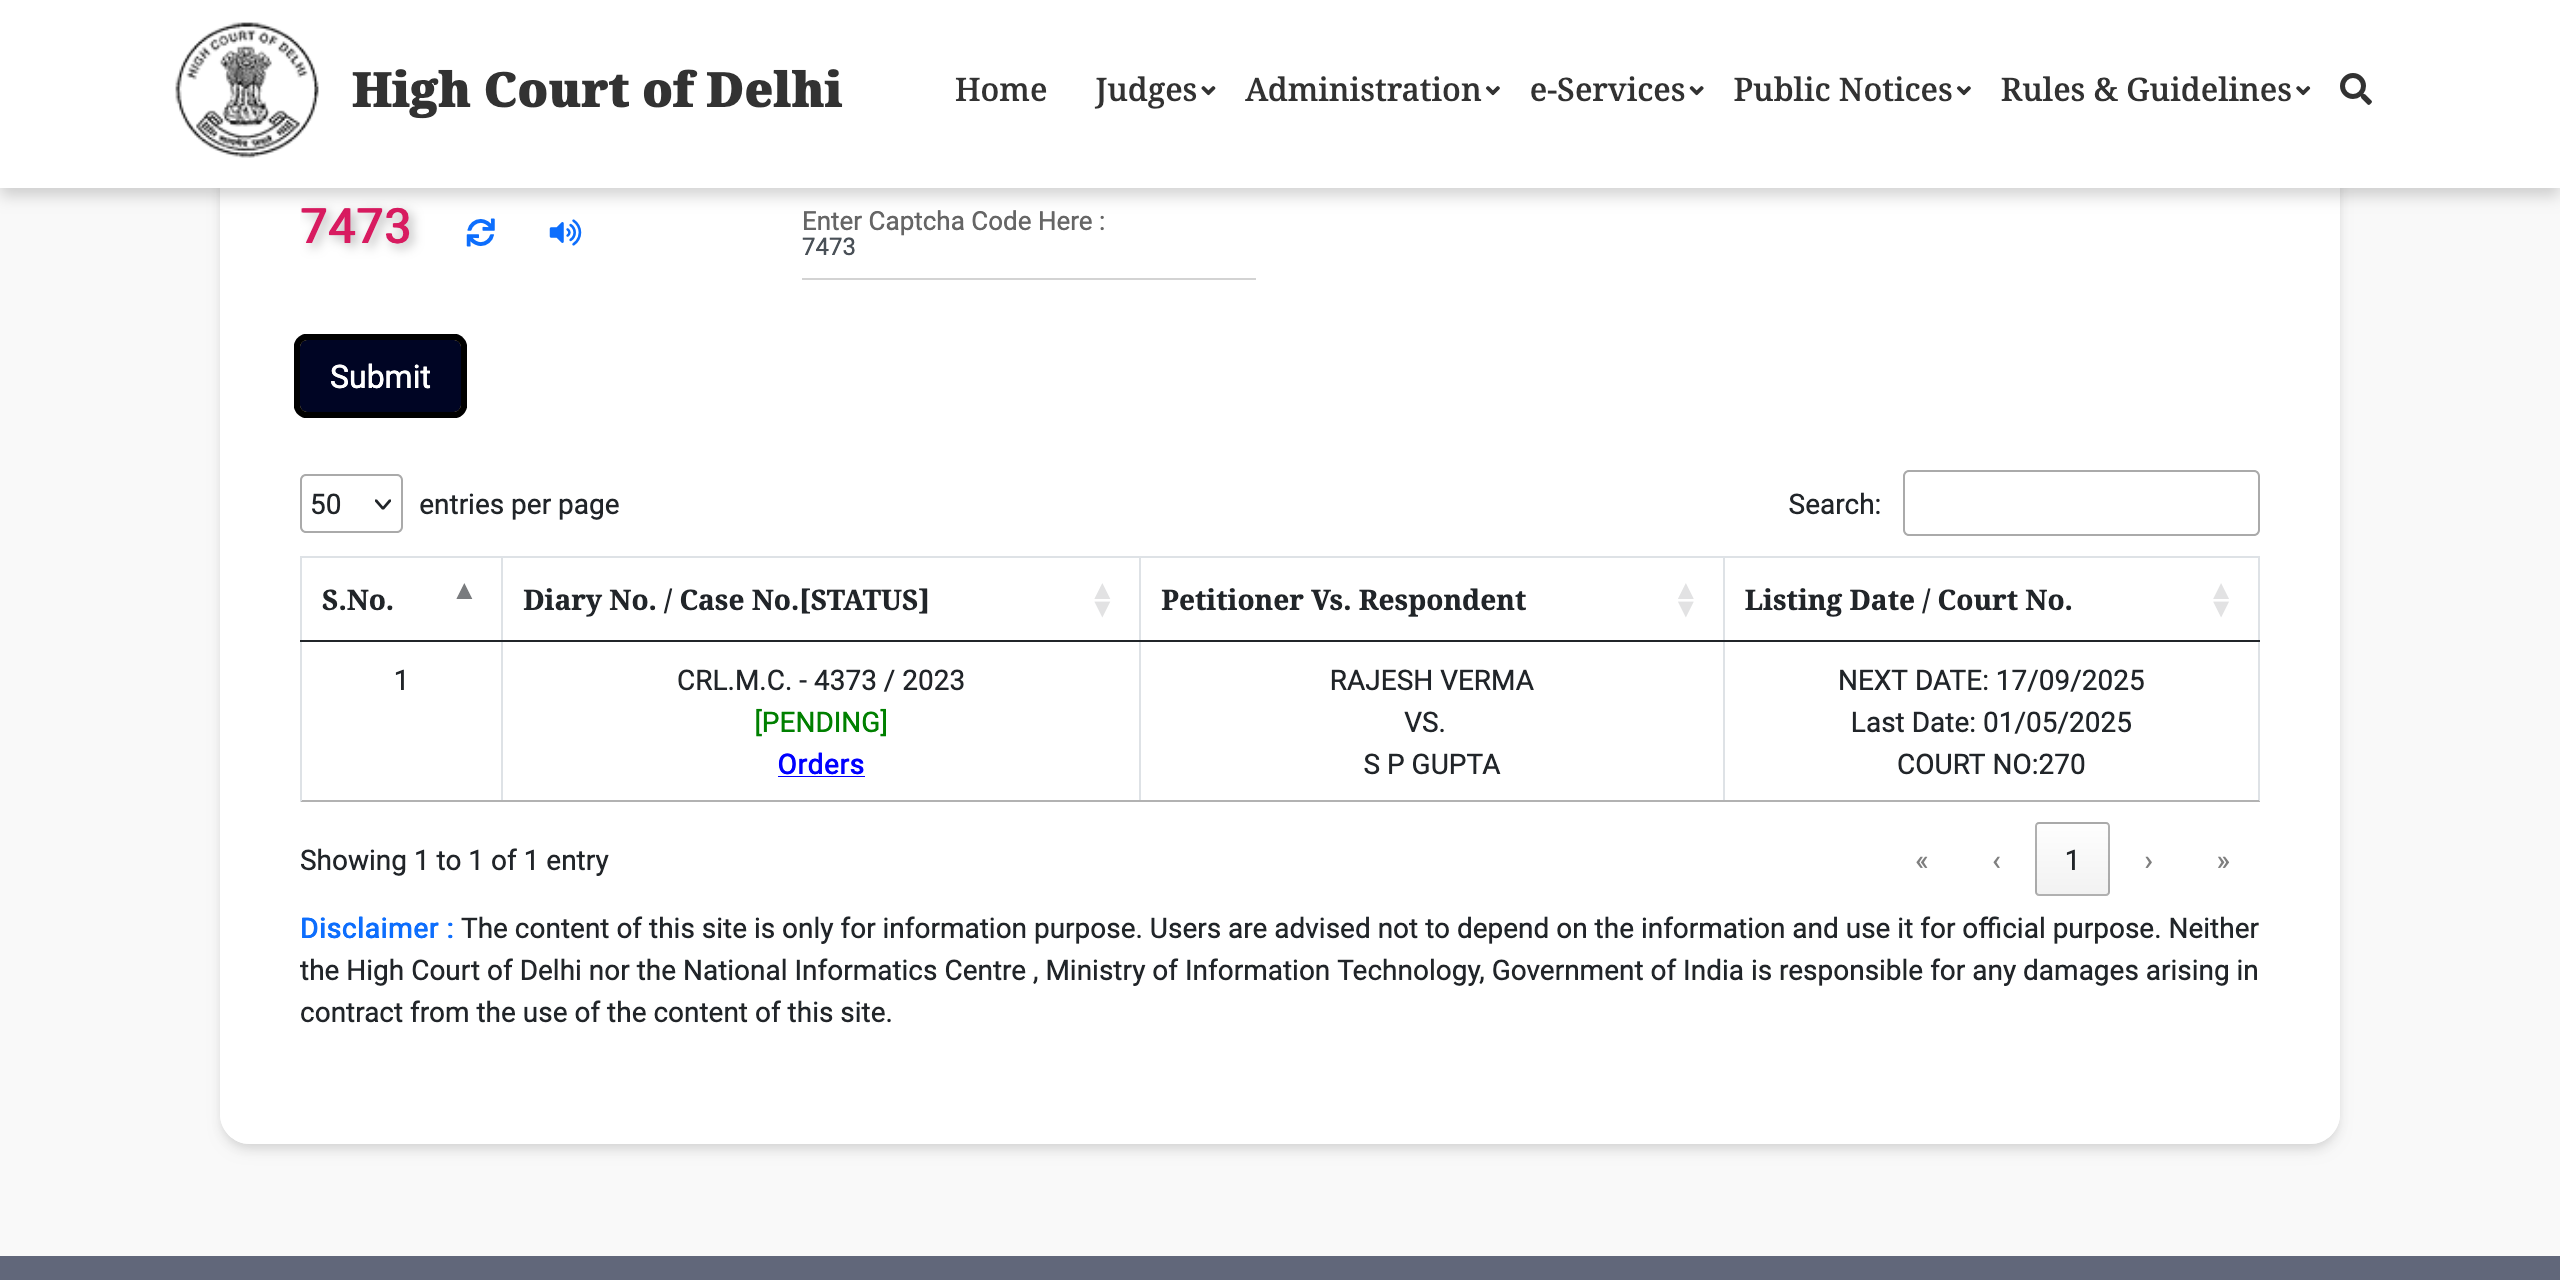 HIGH COURT OF DELHI
High Court of Delhi
Home Judges Administration e-Services Public Notices Rules & Guidelines
7473
Enter Captcha Code Here :
7473
Submit
50 entries per page
Search:
S.No. Diary No. / Case No.[STATUS] Petitioner Vs. Respondent Listing Date / Court No.
1 CRL.M.C. - 4373 / 2023 RAJESH VERMA NEXT DATE: 17/09/2025
[PENDING] VS. Last Date: 01/05/2025
Orders S P GUPTA COURT NO:270
Showing 1 to 1 of 1 entry
« ‹ 1 › »
Disclaimer : The content of this site is only for information purpose. Users are advised not to depend on the information and use it for official purpose. Neither
the High Court of Delhi nor the National Informatics Centre , Ministry of Information Technology, Government of India is responsible for any damages arising in
contract from the use of the content of this site.